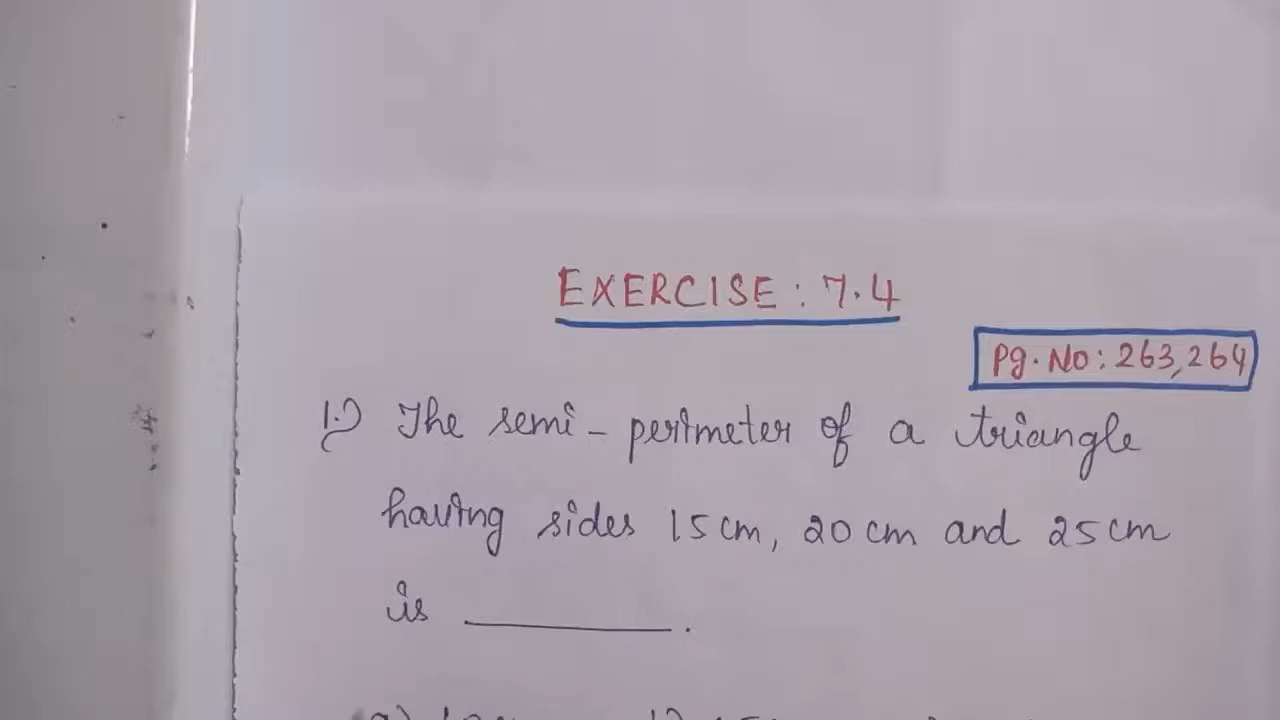 EXERCISE : 7.4
Pg. No : 263, 264
1.) The semi - perimeter of a triangle
having sides 15 cm, 20 cm and 25 cm
is ________ .